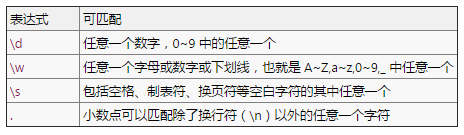 表达式 可匹配
\d 任意一个数字，0~9 中的任意一个
\w 任意一个字母或数字或下划线，也就是 A~Z,a~z,0~9,_ 中任意一个
\s 包括空格、制表符、换页符等空白字符的其中任意一个
. 小数点可以匹配除了换行符（\n）以外的任意一个字符